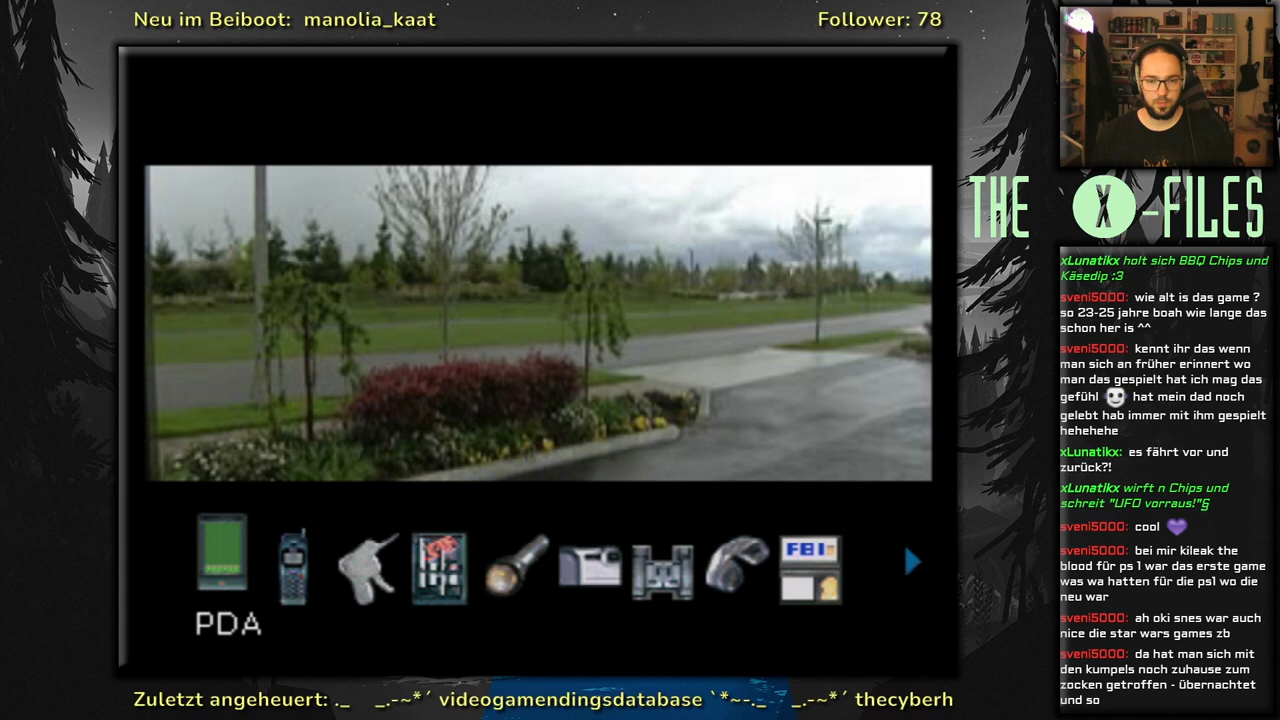 Neu im Beiboot: manolia_kaat
Follower: 78
THE X-FILES
xLunatikx holt sich BBQ Chips und
Käsedip :3
sveni5000: wie alt is das game ?
so 23-25 jahre boah wie lange das
schon her is ^^
sveni5000: kennt ihr das wenn
man sich an früher erinnert wo
man das gespielt hat ich mag das
gefühl hat mein dad noch
gelebt hab immer mit ihm gespielt
hehehehe
xLunatikx: es fährt vor und
zurück?!
xLunatikx wirft n Chips und
schreit "UFO vorraus!"§
sveni5000: cool
sveni5000: bei mir kileak the
blood für ps 1 war das erste game
was wa hatten für die ps1 wo die
neu war
sveni5000: ah oki snes war auch
nice die star wars games zb
sveni5000: da hat man sich mit
den kumpels noch zuhause zum
zocken getroffen - übernachtet
und so
FBI
PDA
Zuletzt angeheuert: ._ _.-~*´ videogamendingsdatabase `*~-._ _.-~*´ thecyberh